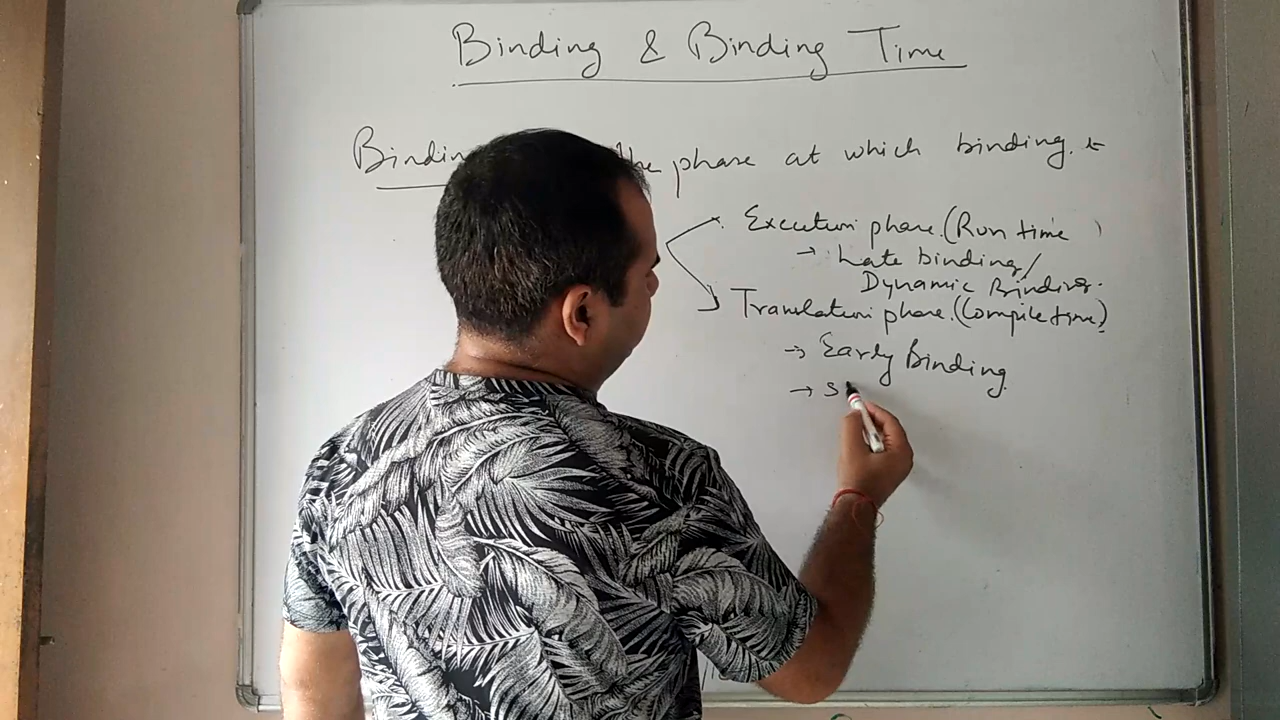 Binding & Binding Time
Bindin the phase at which binding.
Execution phase.(Run time )
→ Late binding/
Dynamic Binding.
Translation phase.(Compile time)
→ Early Binding
→ S